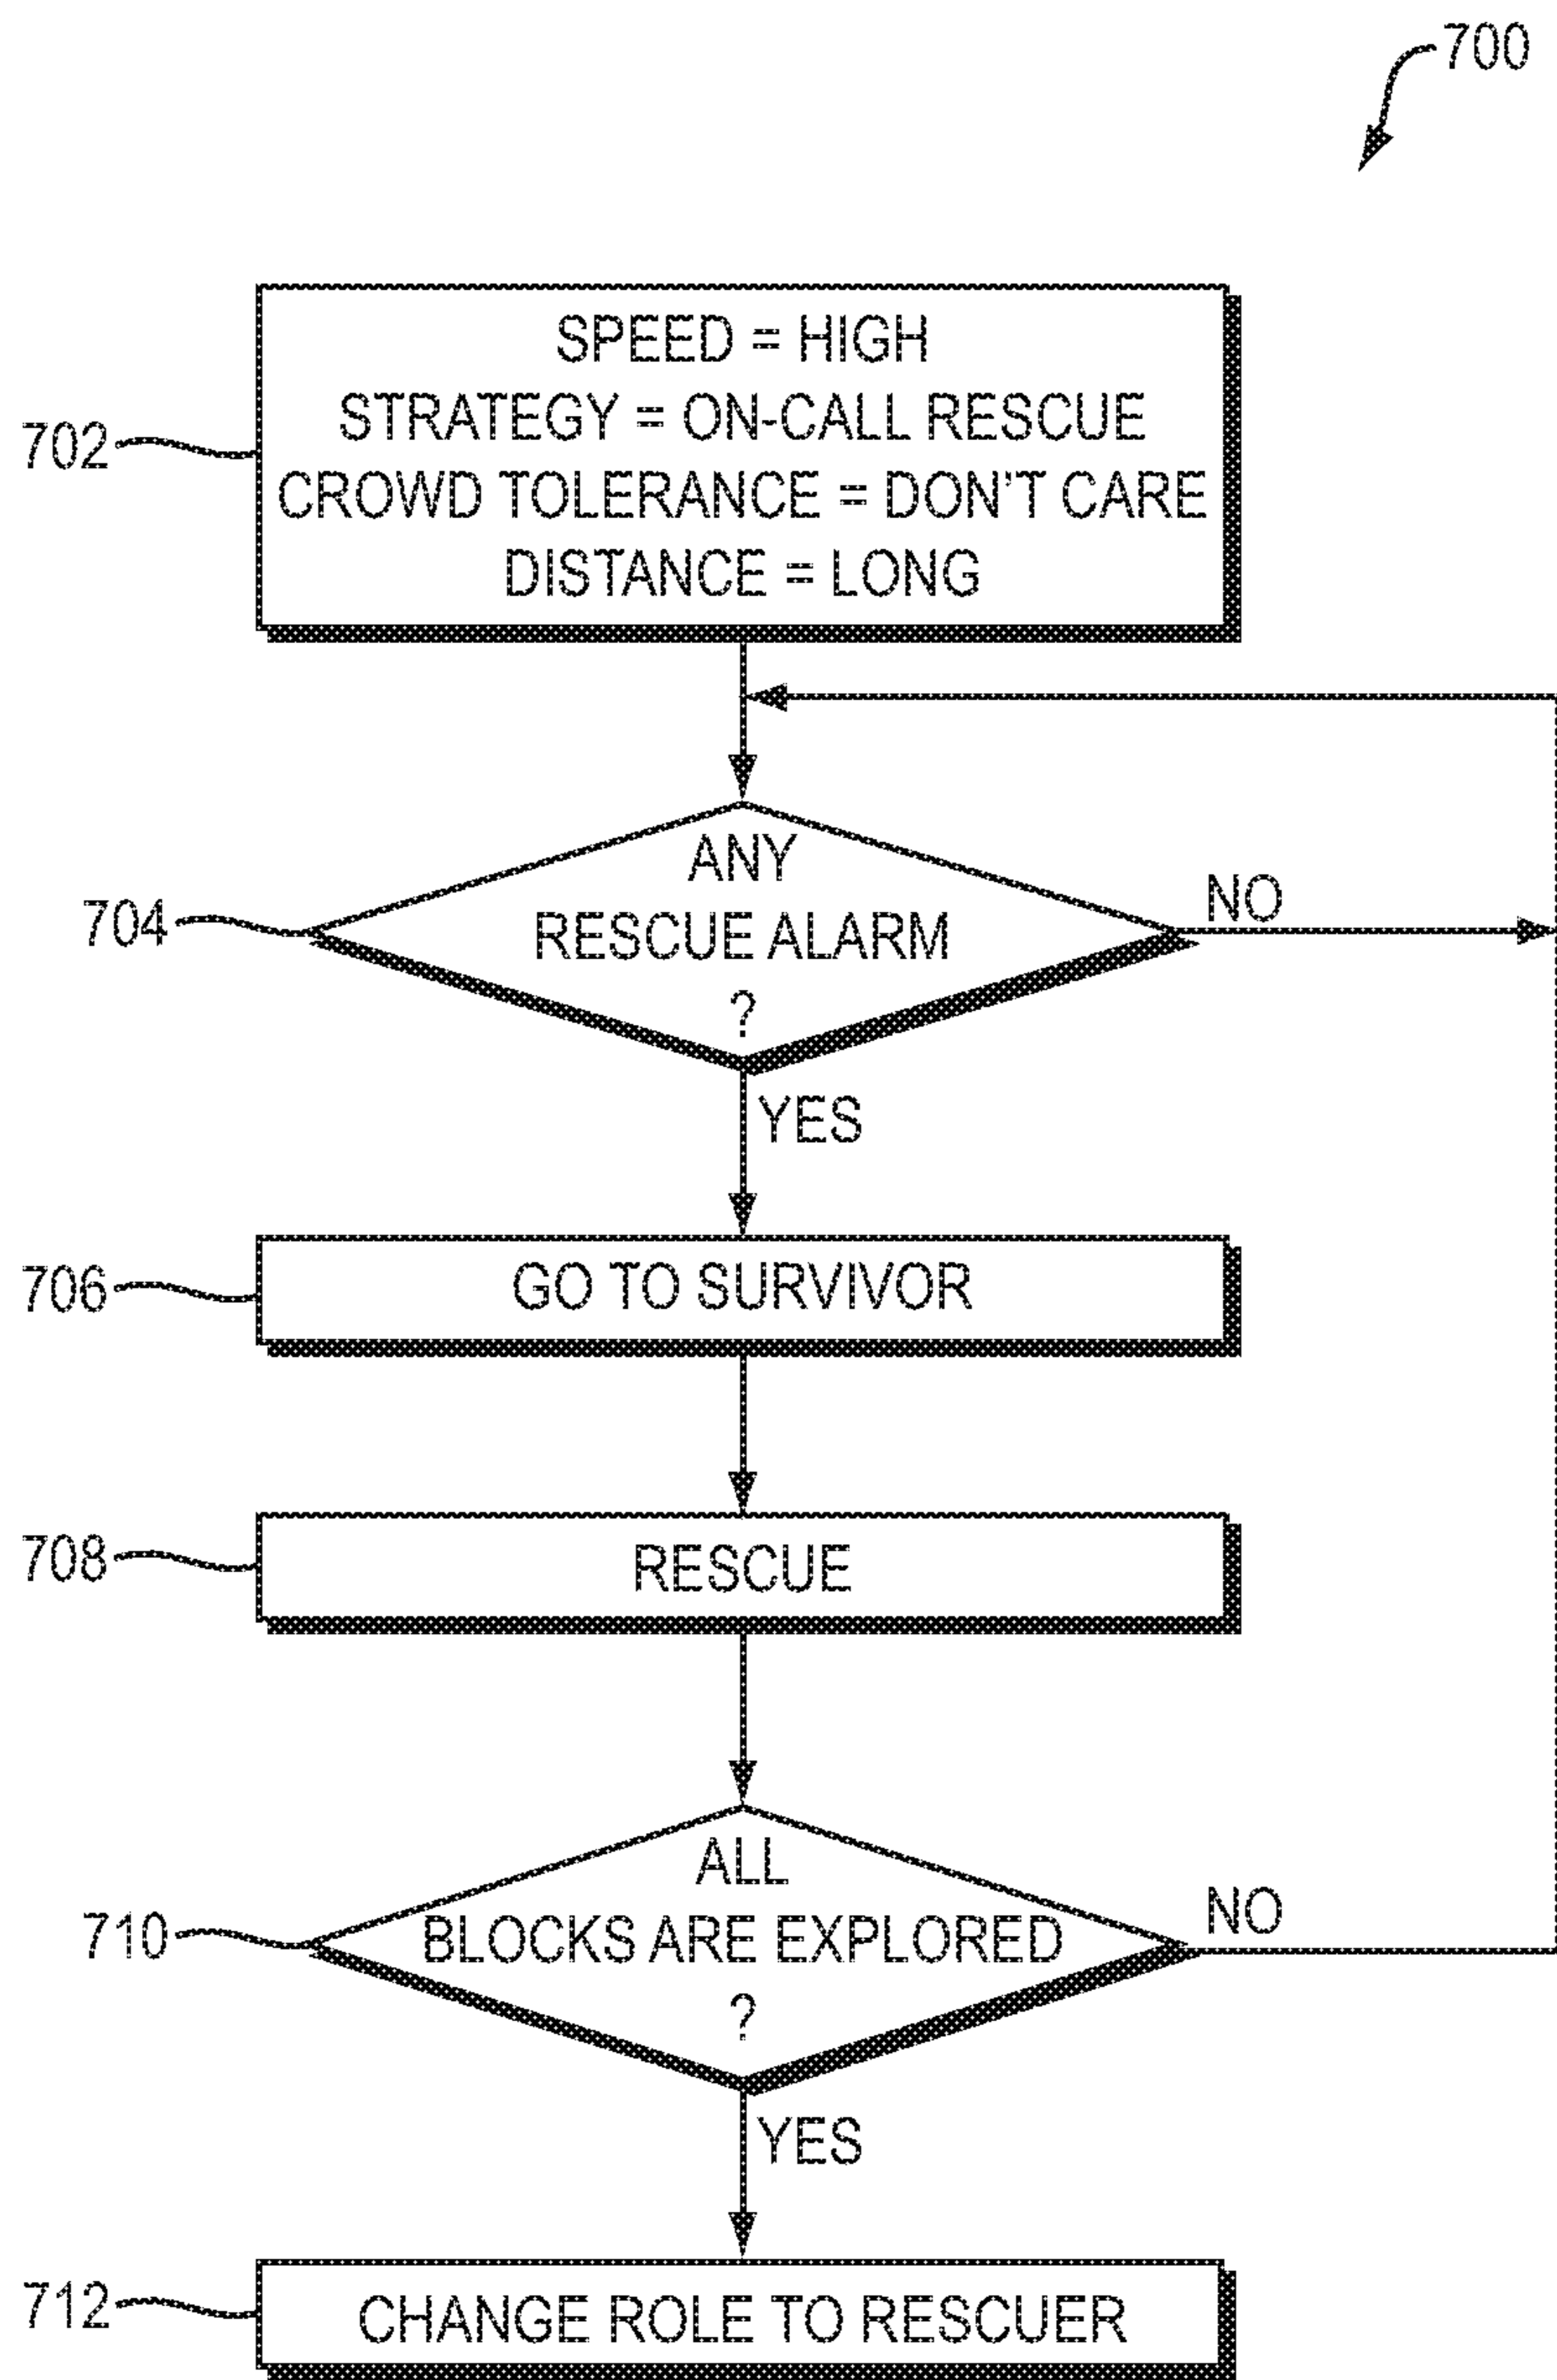 700
702
SPEED = HIGH
STRATEGY = ON-CALL RESCUE
CROWD TOLERANCE = DON'T CARE
DISTANCE = LONG
704
ANY
RESCUE ALARM
?
NO
YES
706
GO TO SURVIVOR
708
RESCUE
710
ALL
BLOCKS ARE EXPLORED
?
NO
YES
712
CHANGE ROLE TO RESCUER